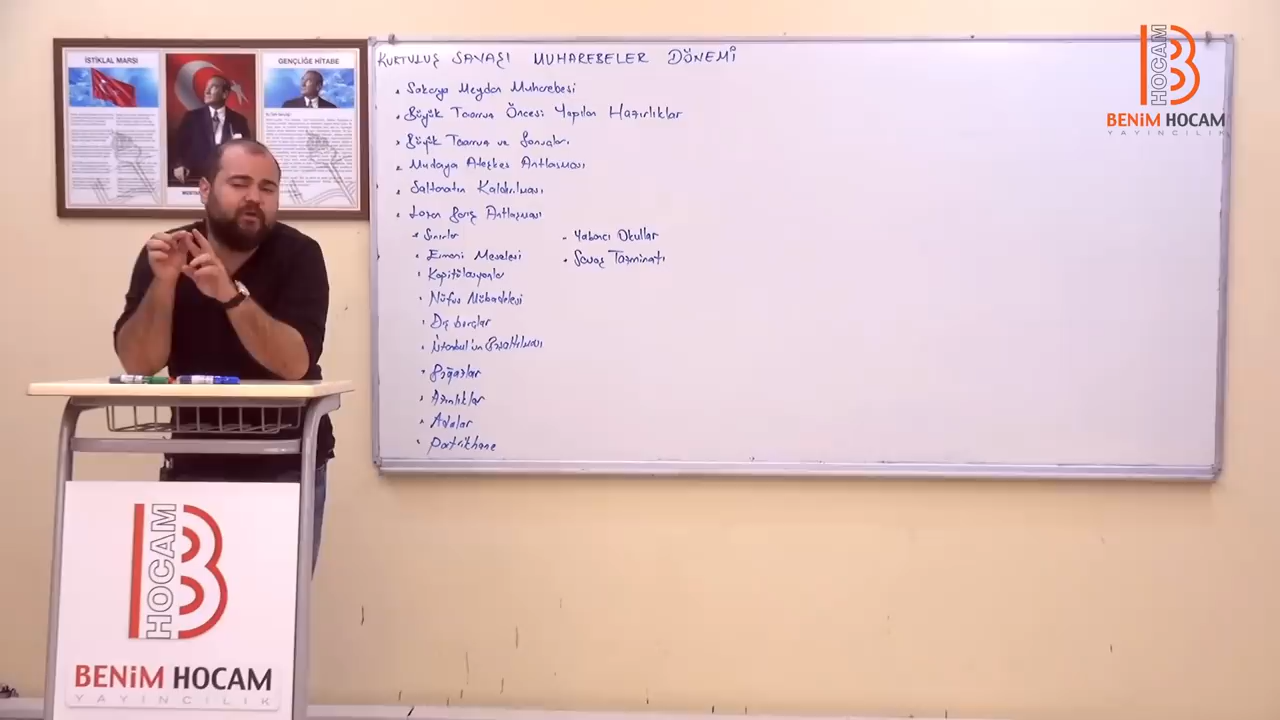 İSTİKLAL MARŞI
GENÇLİĞE HİTABE
KURTULUŞ SAVAŞI MUHAREBELER DÖNEMİ
Sakarya Meydan Muharebesi
Büyük Taarruz Öncesi Yapılan Hazırlıklar
Büyük Taarruz ve Sonuçları
Mudanya Ateşkes Antlaşması
Saltanatın Kaldırılması
Lozan Barış Antlaşması
Sınırlar
Ermeni Meselesi
Kapitülasyonlar
Nüfus Mübadelesi
Dış borçlar
İstanbul'un Boşaltılması
Boğazlar
Azınlıklar
Adalar
Patrikhane
Yabancı Okullar
Savaş Tazminatı
B HOCAM
BENiM HOCAM
YAYINCILIK
B HOCAM
BENiM HOCAM
YAYINCILIK